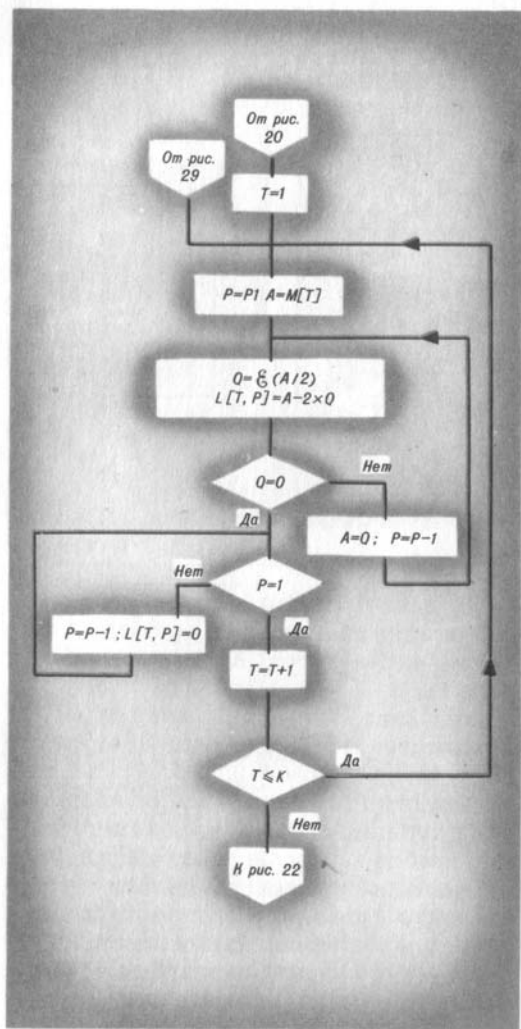 От рис.
20
От рис.
29
T=1
P=P1 A=M[T]
Q=ℰ(A/2)
L[T, P]=A-2×Q
Q=0
Нет
Да
A=Q; P=P-1
P=1
Нет
P=P-1; L[T, P]=0
Да
T=T+1
T⩽K
Да
Нет
К рис. 22